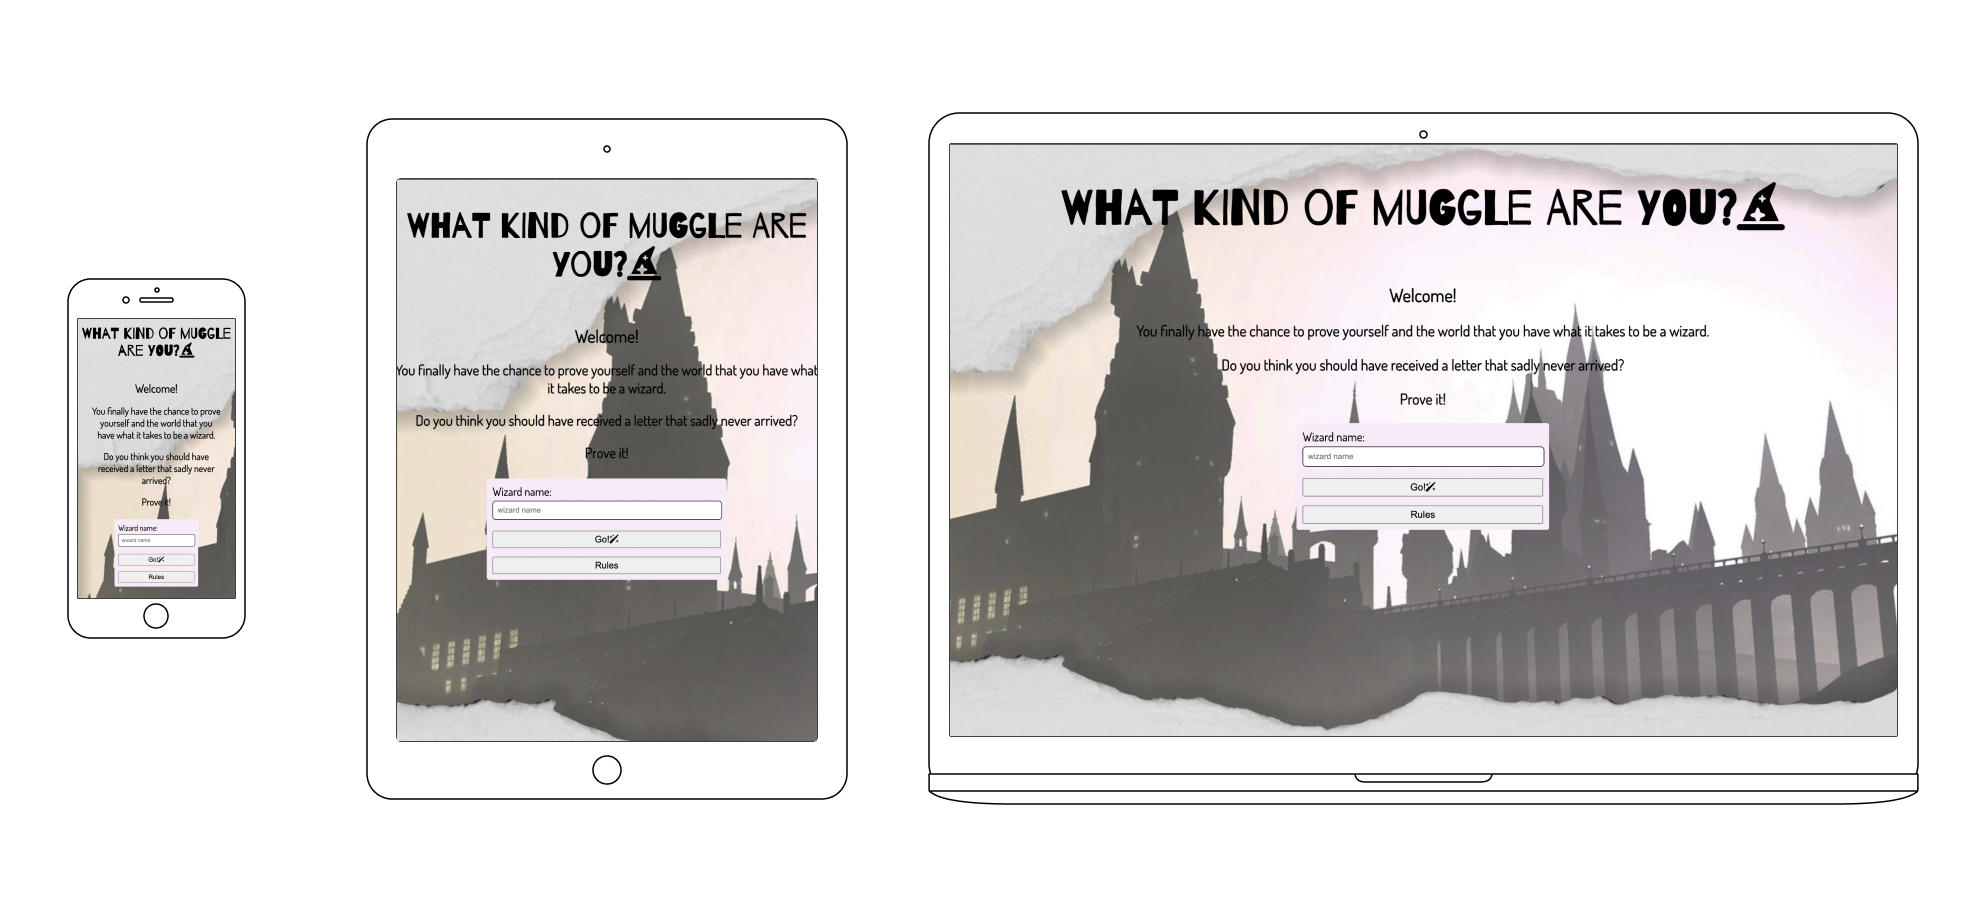 WHAT KIND OF MUGGLE
ARE YOU?
Welcome!
You finally have the chance to prove
yourself and the world that you
have what it takes to be a wizard.
Do you think you should have
received a letter that sadly never
arrived?
Prove it!
Wizard name:
wizard name
Go!
Rules
WHAT KIND OF MUGGLE ARE
YOU?
Welcome!
You finally have the chance to prove yourself and the world that you have what
it takes to be a wizard.
Do you think you should have received a letter that sadly never arrived?
Prove it!
Wizard name:
wizard name
Go!
Rules
WHAT KIND OF MUGGLE ARE YOU?
Welcome!
You finally have the chance to prove yourself and the world that you have what it takes to be a wizard.
Do you think you should have received a letter that sadly never arrived?
Prove it!
Wizard name:
wizard name
Go!
Rules